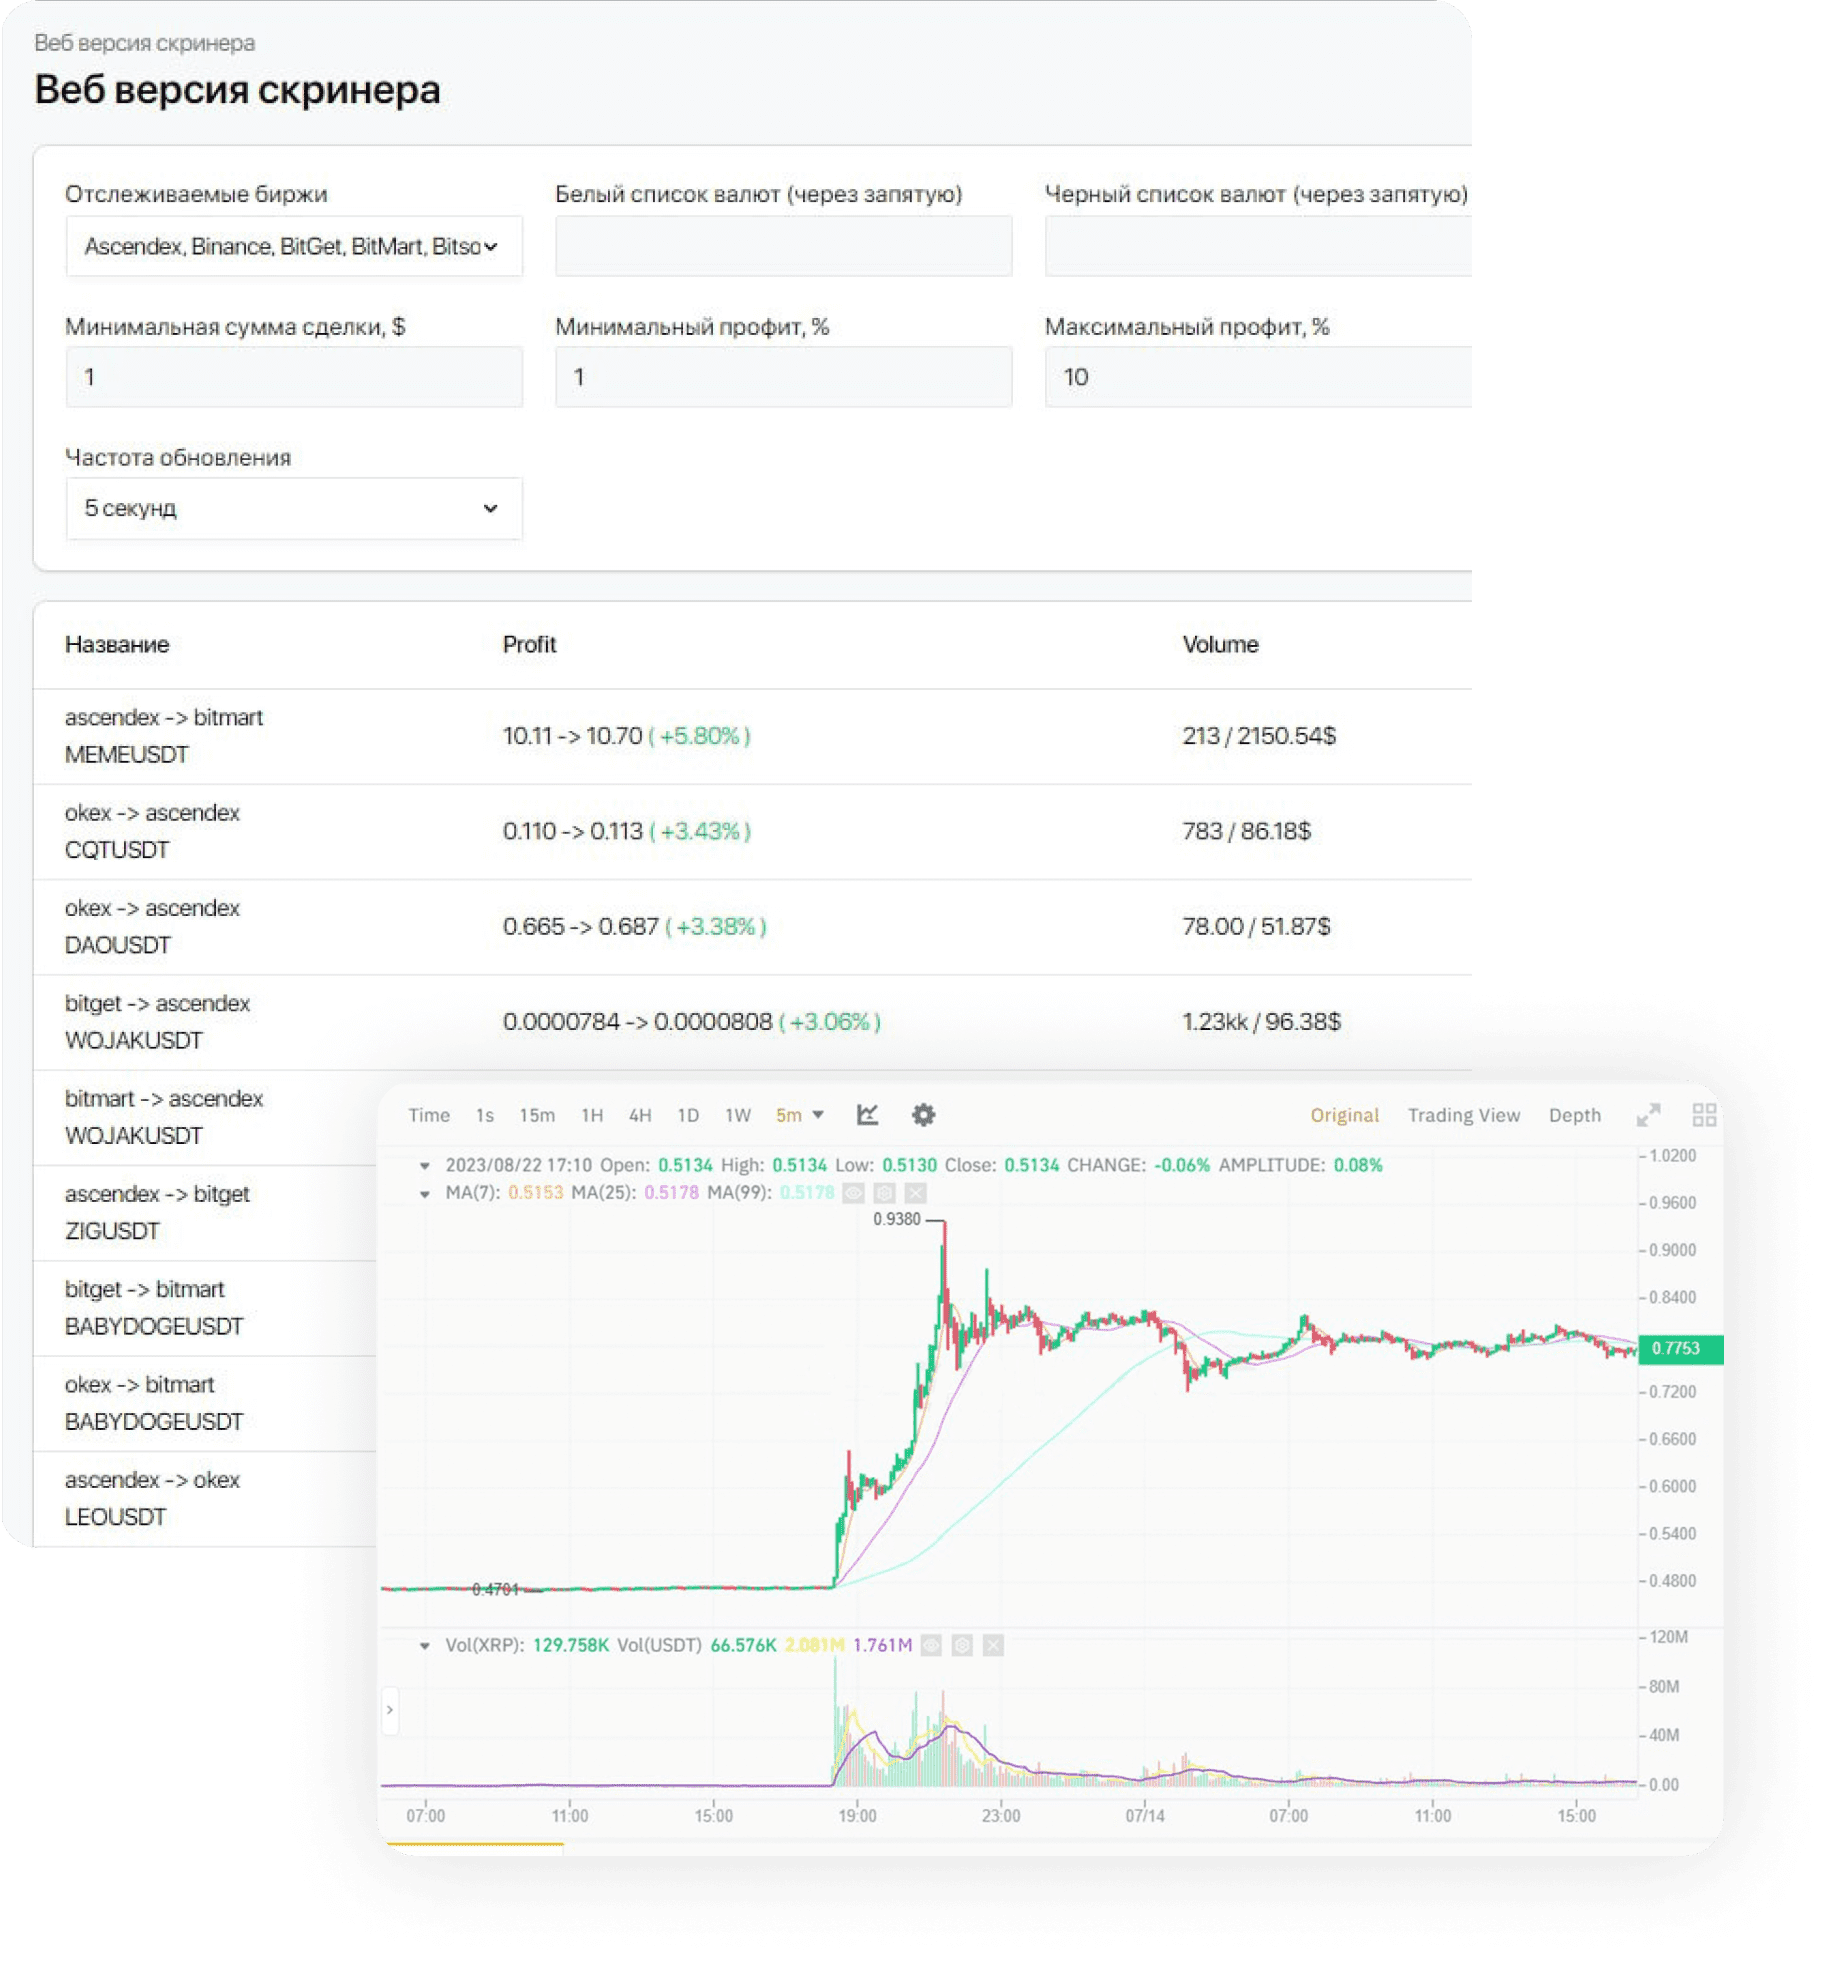 Веб версия скринера
Веб версия скринера
Отслеживаемые биржи
Белый список валют (через запятую)
Черный список валют (через запятую)
Ascendex, Binance, BitGet, BitMart, Bitso
Минимальная сумма сделки, $
Минимальный профит, %
Максимальный профит, %
1
1
10
Частота обновления
5 секунд
Название Profit Volume
ascendex -> bitmart
MEMEUSDT
10.11 -> 10.70 ( +5.80% )
213 / 2150.54$
okex -> ascendex
CQTUSDT
0.110 -> 0.113 ( +3.43% )
783 / 86.18$
okex -> ascendex
DAOUSDT
0.665 -> 0.687 ( +3.38% )
78.00 / 51.87$
bitget -> ascendex
WOJAKUSDT
0.0000784 -> 0.0000808 ( +3.06% )
1.23kk / 96.38$
bitmart -> ascendex
WOJAKUSDT
ascendex -> bitget
ZIGUSDT
bitget -> bitmart
BABYDOGEUSDT
okex -> bitmart
BABYDOGEUSDT
ascendex -> okex
LEOUSDT
Time 1s 15m 1H 4H 1D 1W 5m Original Trading View Depth
2023/08/22 17:10 Open: 0.5134 High: 0.5134 Low: 0.5130 Close: 0.5134 CHANGE: -0.06% AMPLITUDE: 0.08%
MA(7): 0.5153 MA(25): 0.5178 MA(99): 0.5178
0.9380
0.4701
1.0200
0.9600
0.9000
0.8400
0.7753
0.7200
0.6600
0.6000
0.5400
0.4800
Vol(XRP): 129.758K Vol(USDT) 66.576K 2.081M 1.761M
120M
80M
40M
0.00
07:00 11:00 15:00 19:00 23:00 07/14 07:00 11:00 15:00